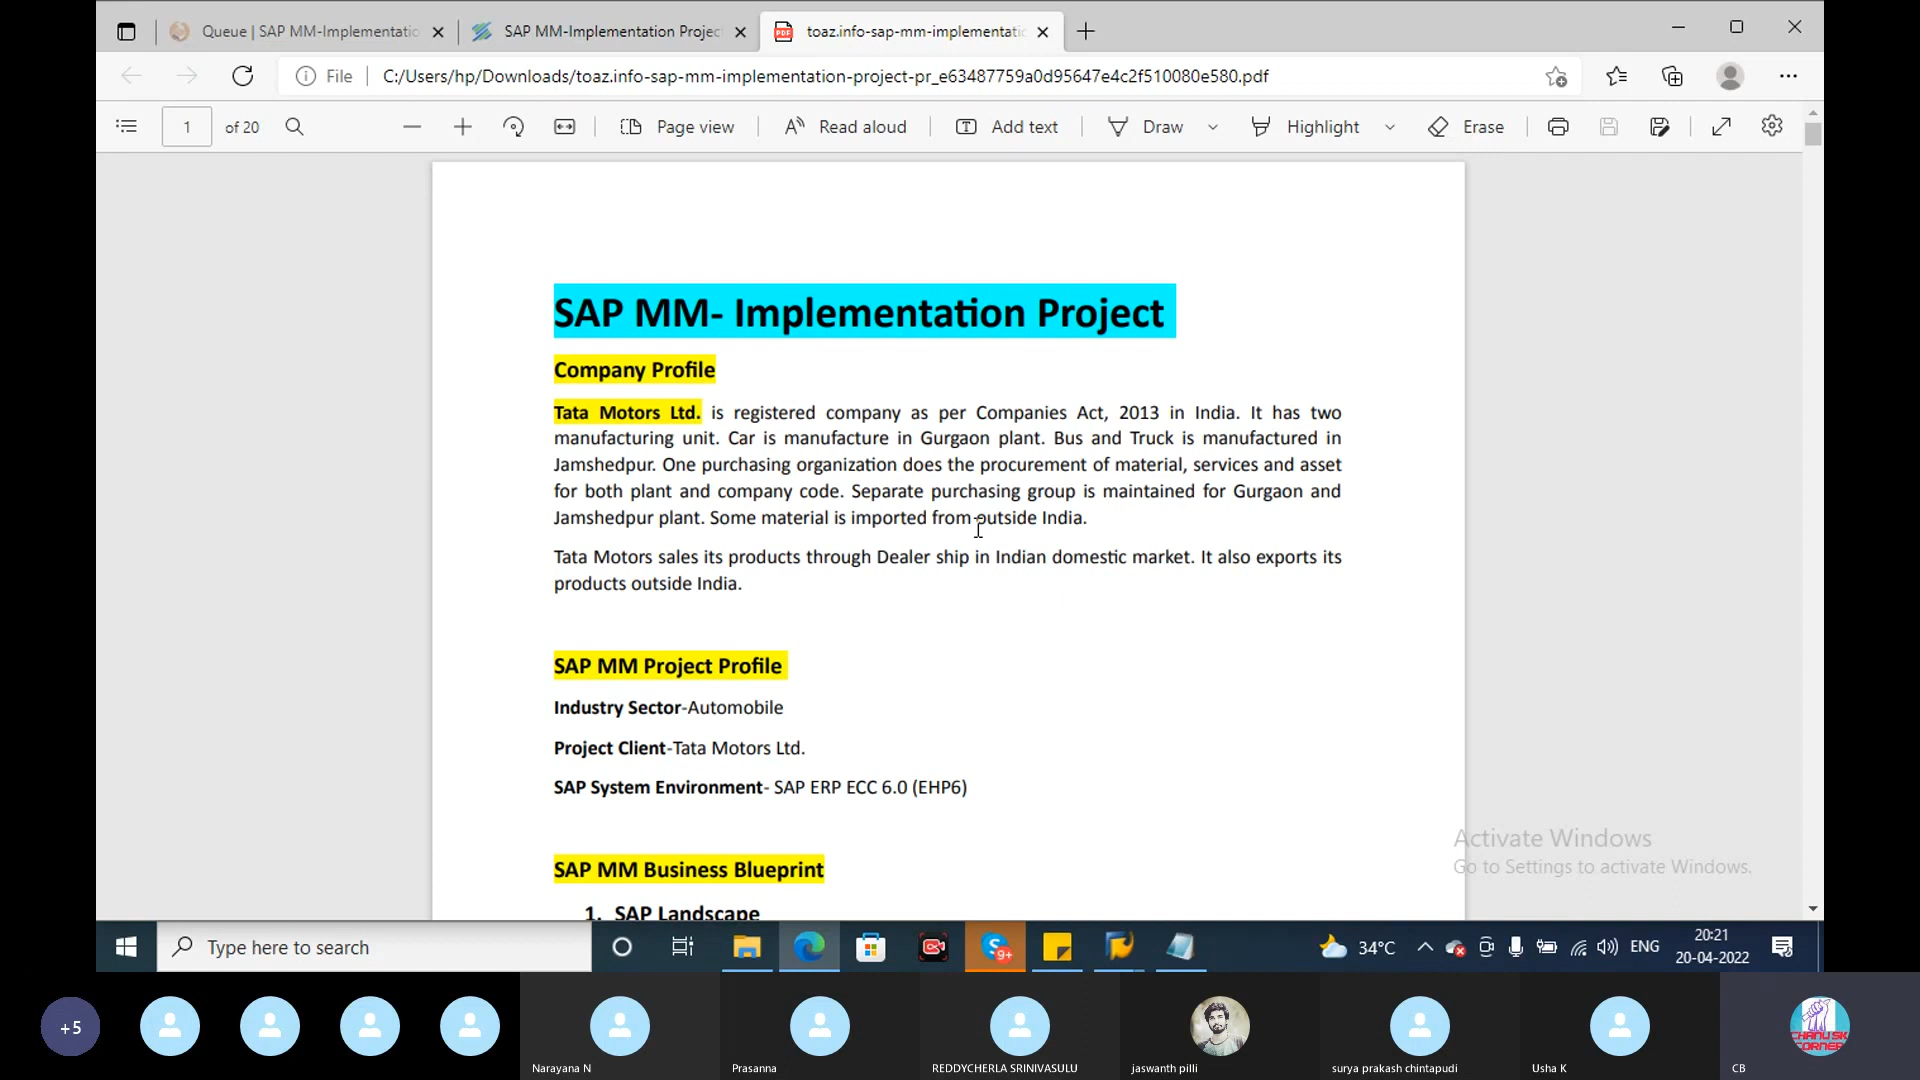 Queue | SAP MM-Implementatio
SAP MM-Implementation Projec
toaz.info-sap-mm-implementati
File
C:/Users/hp/Downloads/toaz.info-sap-mm-implementation-project-pr_e63487759a0d95647e4c2f510080e580.pdf
1
of 20
Page view
Read aloud
Add text
Draw
Highlight
Erase
SAP MM- Implementation Project
Company Profile
Tata Motors Ltd. is registered company as per Companies Act, 2013 in India. It has two
manufacturing unit. Car is manufacture in Gurgaon plant. Bus and Truck is manufactured in
Jamshedpur. One purchasing organization does the procurement of material, services and asset
for both plant and company code. Separate purchasing group is maintained for Gurgaon and
Jamshedpur plant. Some material is imported from outside India.
Tata Motors sales its products through Dealer ship in Indian domestic market. It also exports its
products outside India.
SAP MM Project Profile
Industry Sector-Automobile
Project Client-Tata Motors Ltd.
SAP System Environment- SAP ERP ECC 6.0 (EHP6)
SAP MM Business Blueprint
1. SAP Landscape
Activate Windows
Go to Settings to activate Windows.
Type here to search
9+
34°C
ENG
20:21
20-04-2022
+5
Narayana N
Prasanna
REDDYCHERLA SRINIVASULU
jaswanth pilli
surya prakash chintapudi
Usha K
CHANU SK
CORNER
CB